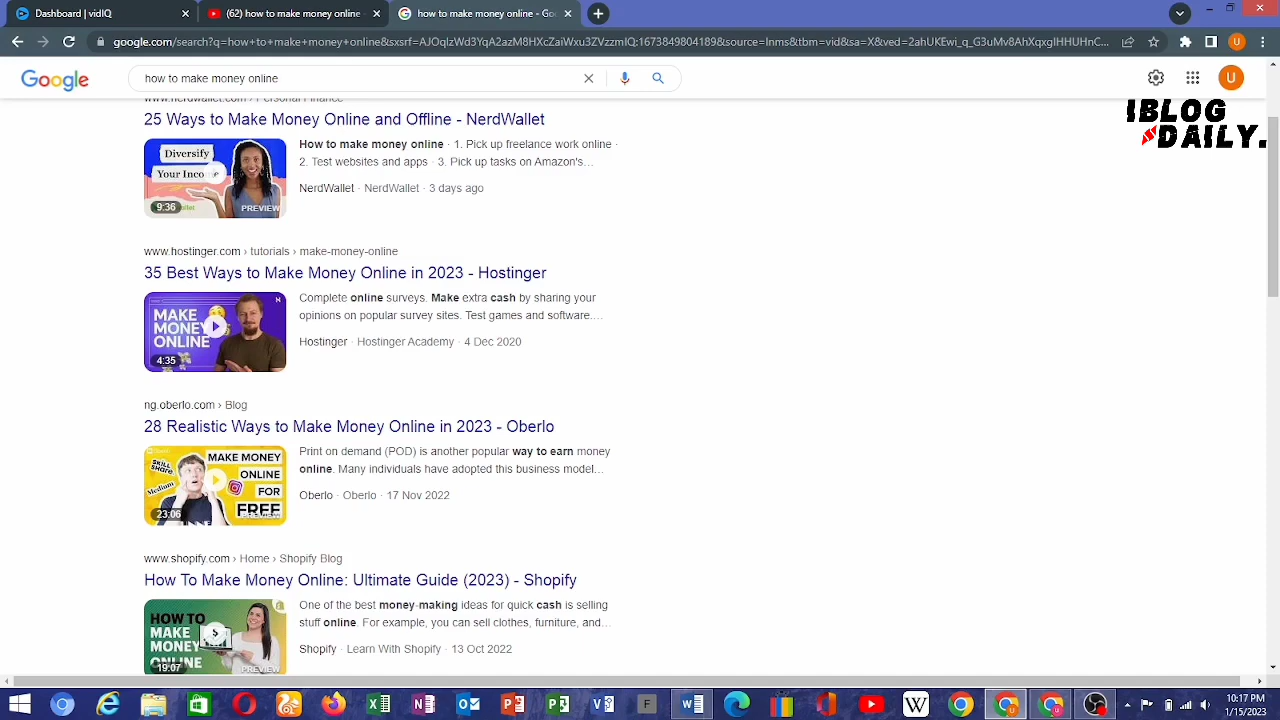 Dashboard | vidIQ
(62) how to make money online -
how to make money online - Goo
google.com/search?q=how+to+make+money+online&sxsrf=AJOqlzWd3YqA2azM8HXcZaiWxu3ZVzzmIQ:1673849804189&source=lnms&tbm=vid&sa=X&ved=2ahUKEwi_q_G3uMv8AhXqxgIHHUHnC...
U
Google
how to make money online
U
www.nerdwallet.com › Personal Finance
25 Ways to Make Money Online and Offline - NerdWallet
How to make money online · 1. Pick up freelance work online ·
2. Test websites and apps · 3. Pick up tasks on Amazon's...
NerdWallet · NerdWallet · 3 days ago
Diversify
Your Inco
9:36
PREVIEW
IBLOG
DAILY.
www.hostinger.com › tutorials › make-money-online
35 Best Ways to Make Money Online in 2023 - Hostinger
Complete online surveys. Make extra cash by sharing your
opinions on popular survey sites. Test games and software....
Hostinger · Hostinger Academy · 4 Dec 2020
MAKE
MONEY
ONLINE
4:35
ng.oberlo.com › Blog
28 Realistic Ways to Make Money Online in 2023 - Oberlo
Print on demand (POD) is another popular way to earn money
online. Many individuals have adopted this business model...
Oberlo · Oberlo · 17 Nov 2022
SKILL
SHARE
Medium
MAKE MONEY
ONLINE
FOR
FREE
23:06
www.shopify.com › Home › Shopify Blog
How To Make Money Online: Ultimate Guide (2023) - Shopify
One of the best money-making ideas for quick cash is selling
stuff online. For example, you can sell clothes, furniture, and...
Shopify · Learn With Shopify · 13 Oct 2022
HOW TO
MAKE
MONEY
ONLINE
19:07
PREVIEW
10:17 PM
1/15/2023